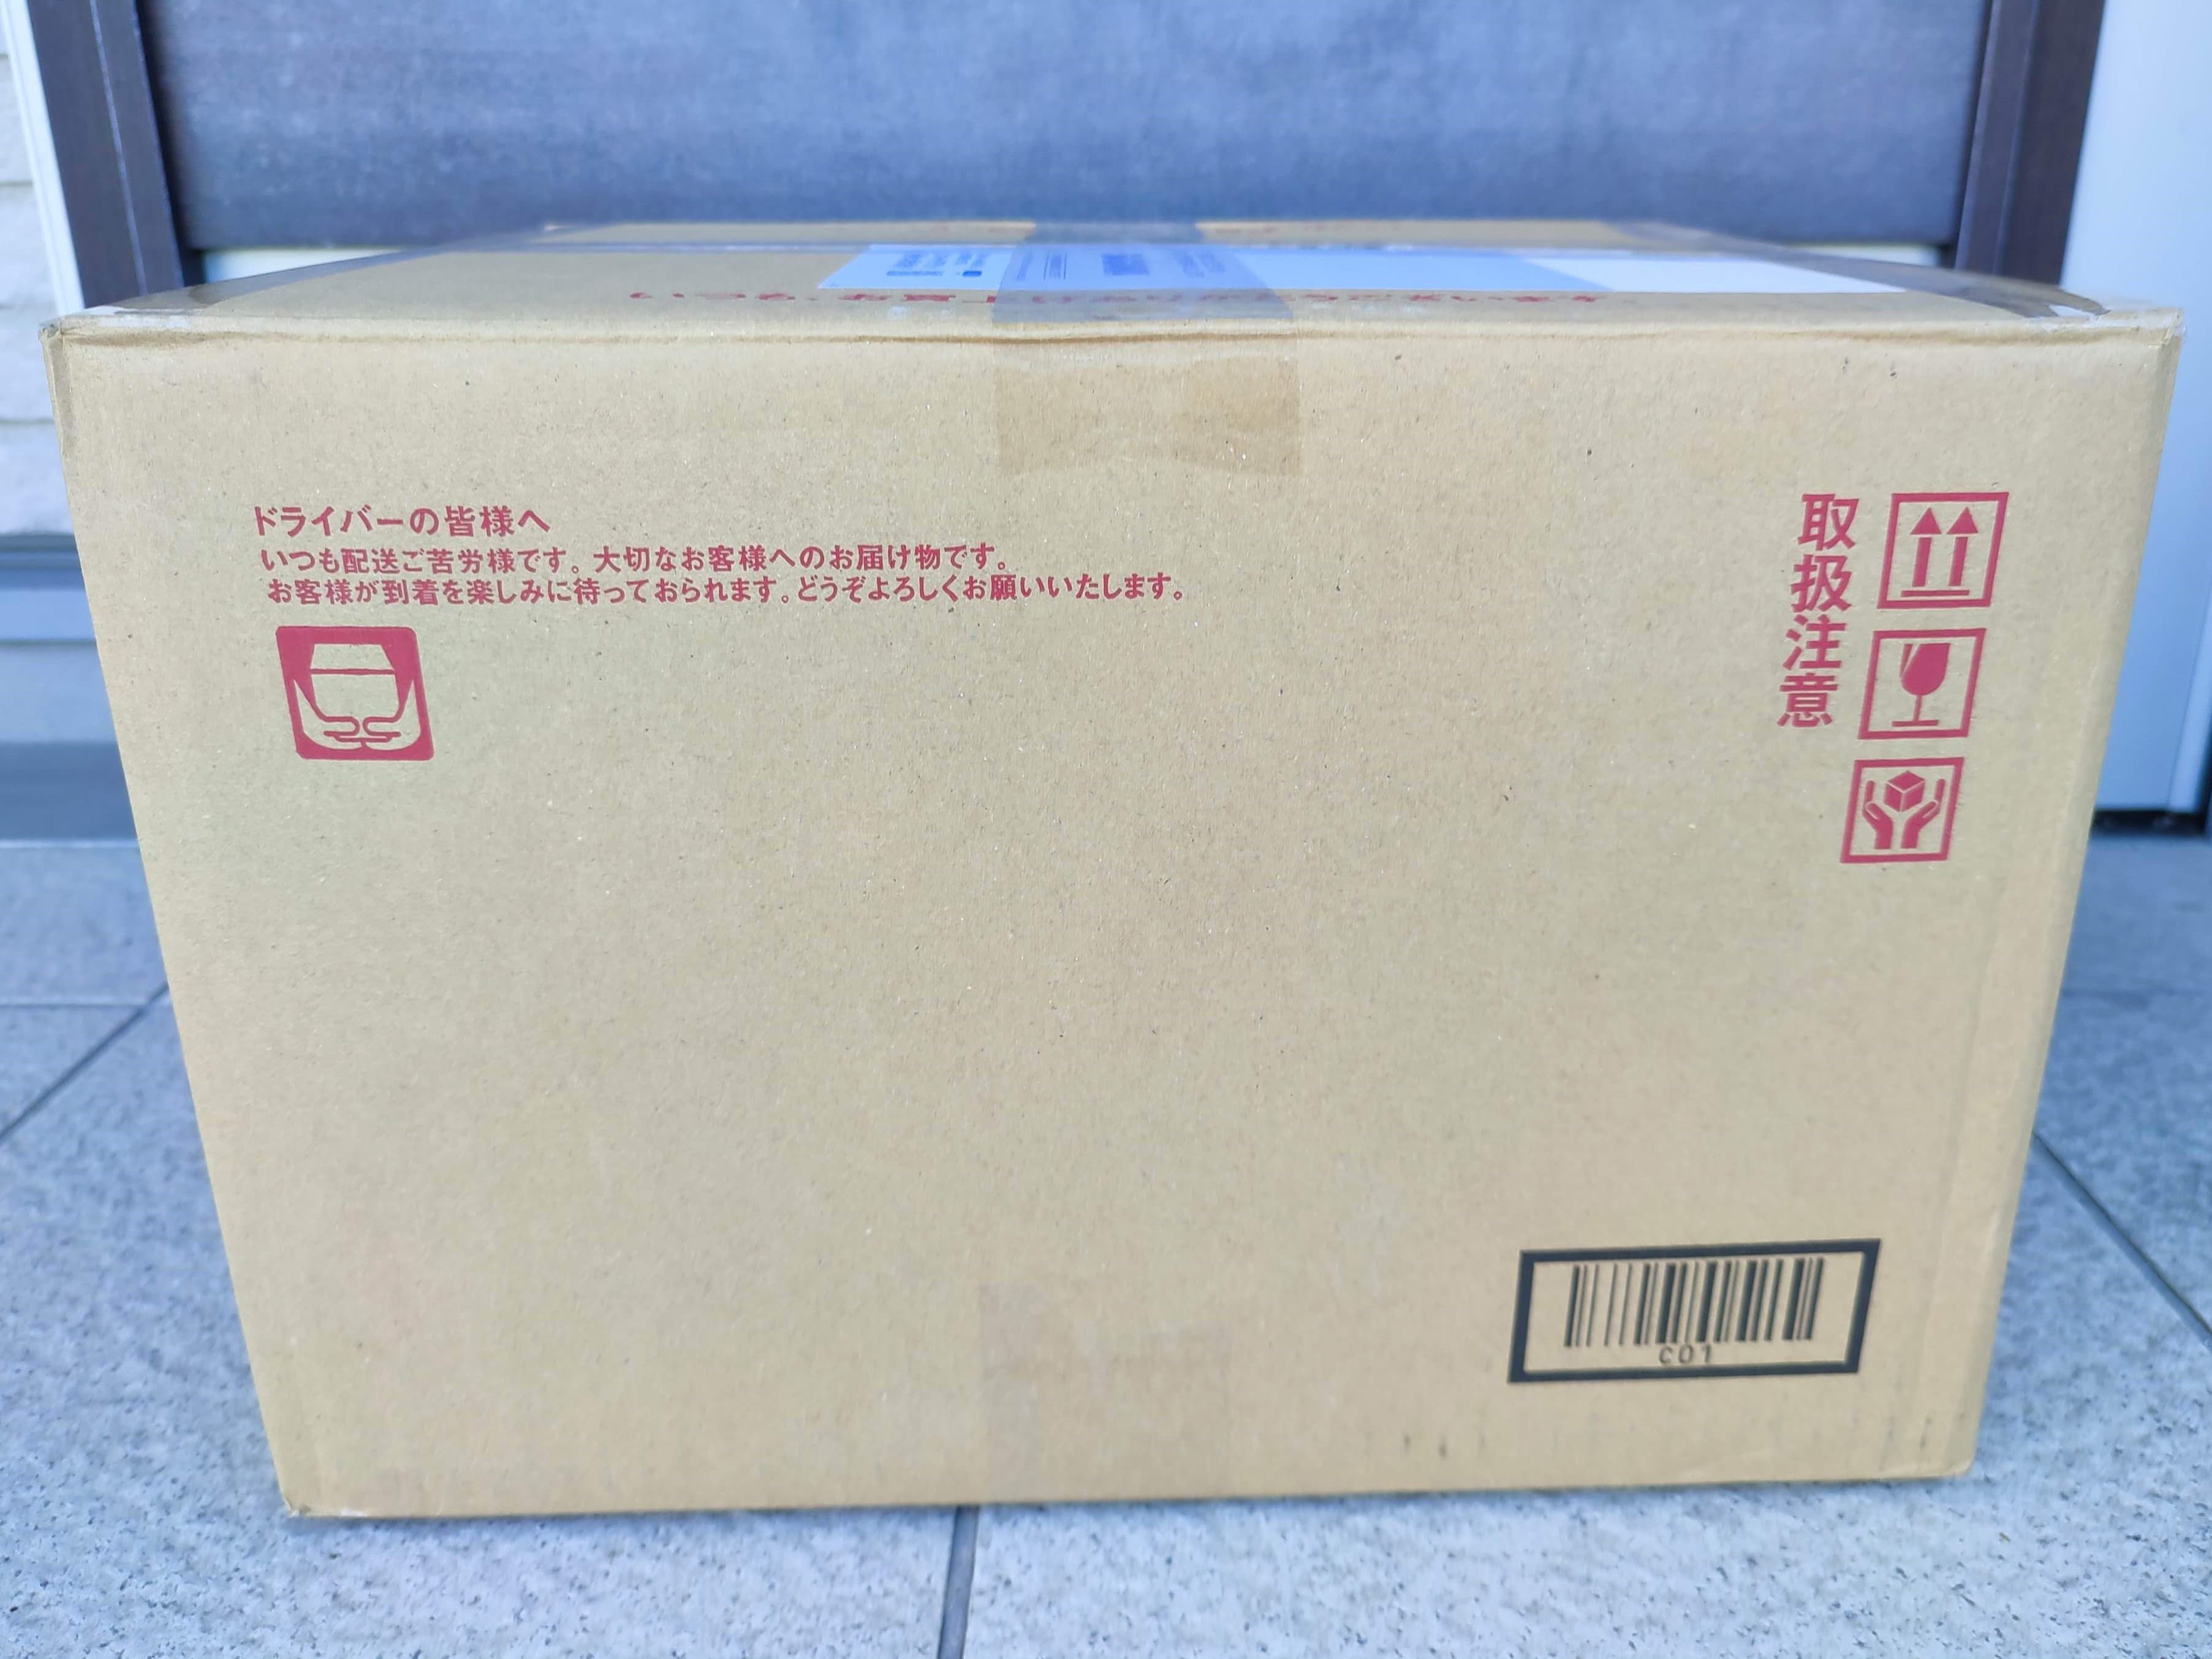 ドライバーの皆様へ
いつも配送ご苦労様です。大切なお客様へのお届け物です。
お客様が到着を楽しみに待っておられます。どうぞよろしくお願いいたします。
取扱注意
C01